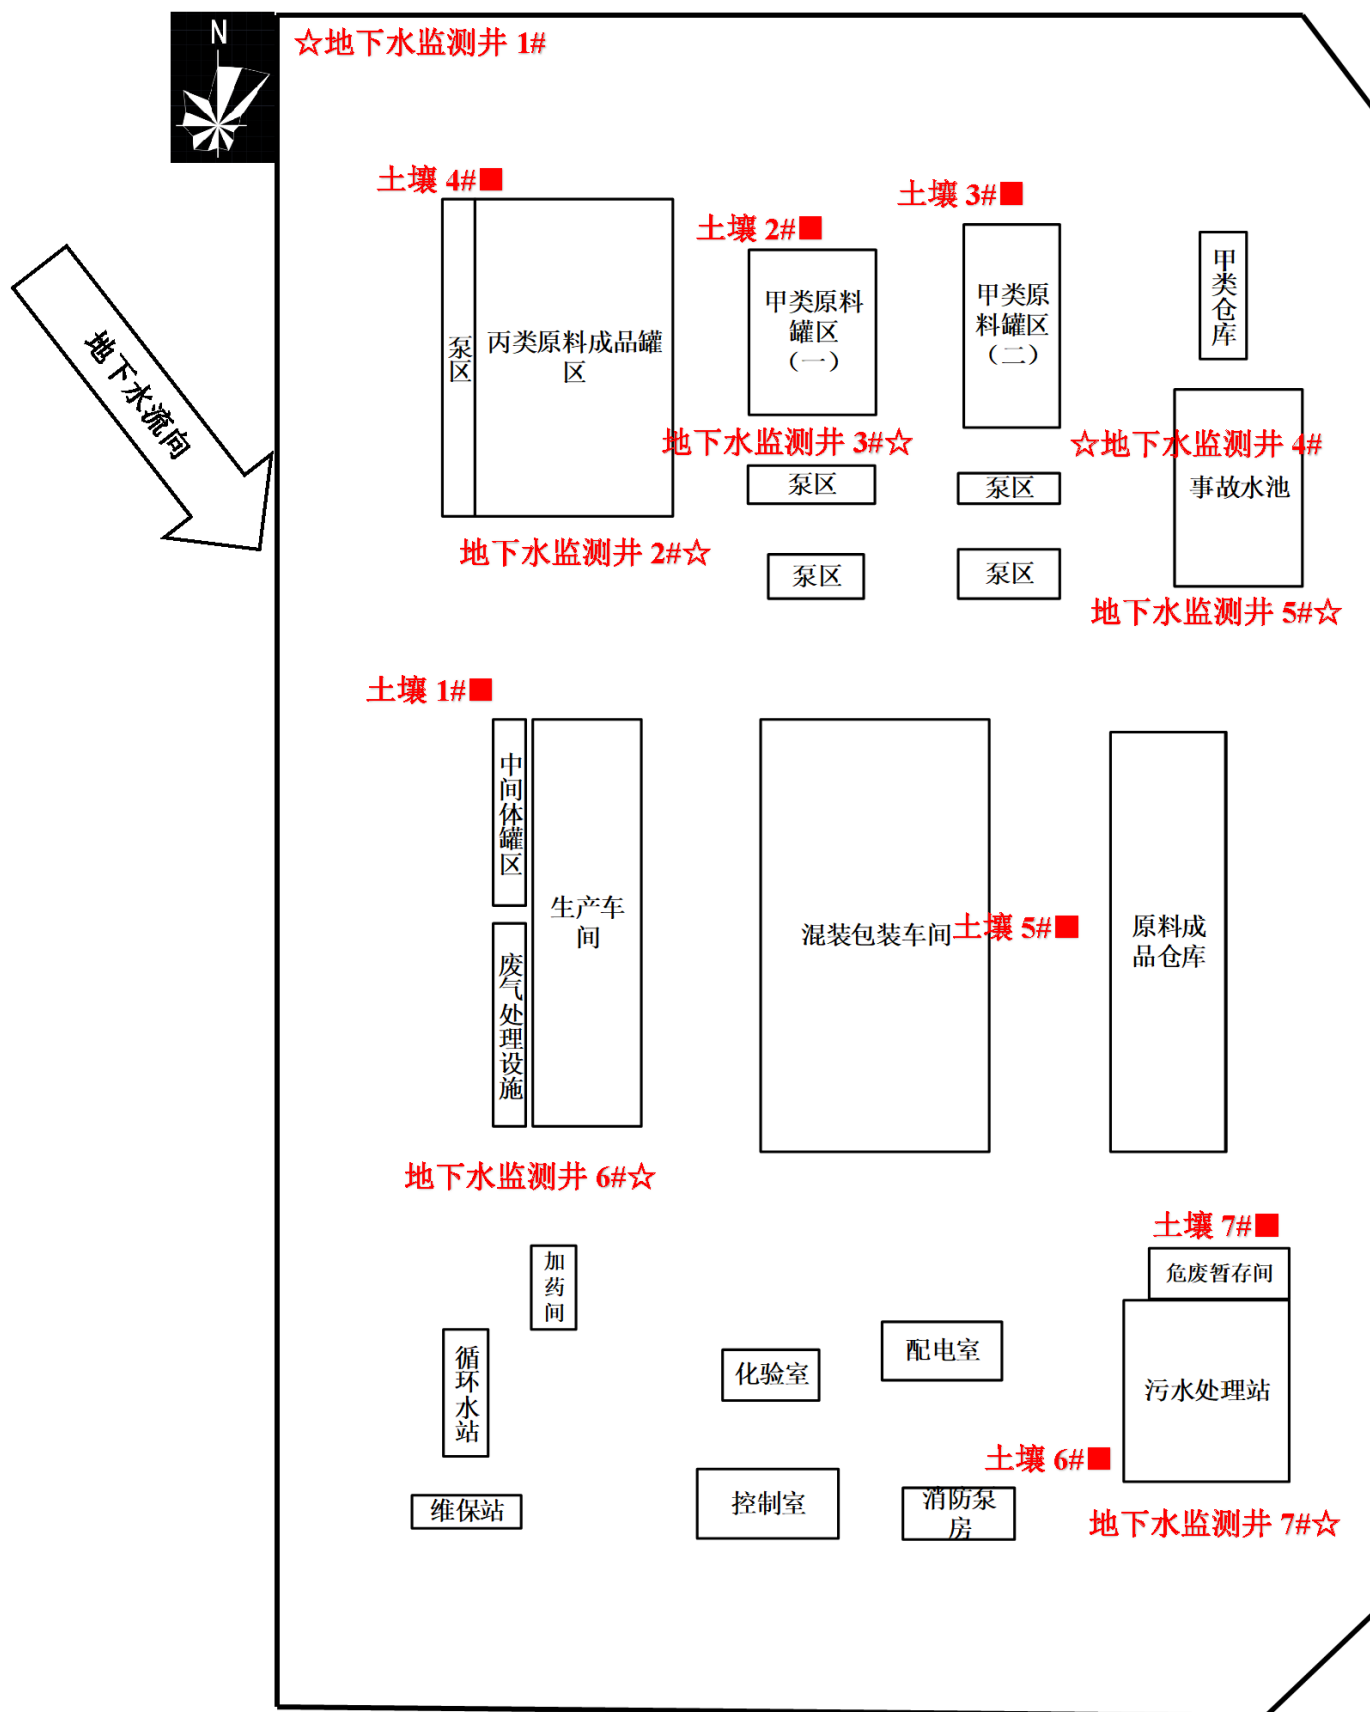 N
☆地下水监测井 1#
土壤 4#■
土壤 3#■
土壤 2#■
甲类仓库
泵区
丙类原料成品罐
区
甲类原料
罐区
（一）
甲类原
料罐区
（二）
地下水流向
地下水监测井 3#☆
☆地下水监测井 4#
泵区
泵区
事故水池
地下水监测井 2#☆
泵区
泵区
地下水监测井 5#☆
土壤 1#■
中间体罐区
生产车
间
混装包装车间
土壤 5#■
原料成
品仓库
废气处理设施
地下水监测井 6#☆
土壤 7#■
加药间
危废暂存间
循环水站
化验室
配电室
污水处理站
土壤 6#■
维保站
控制室
消防泵
房
地下水监测井 7#☆